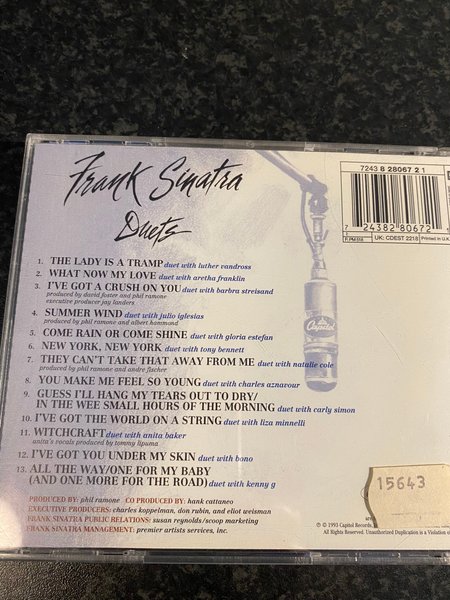 Frank Sinatra
Duets
7243 8 28067 2 1
7 24382 80672
UK: CDEST 2218
Printed in U.K.
Capitol
1. THE LADY IS A TRAMP duet with luther vandross
2. WHAT NOW MY LOVE duet with aretha franklin
3. I'VE GOT A CRUSH ON YOU duet with barbra streisand
produced by david foster and phil ramone
executive producer jay landers
4. SUMMER WIND duet with julio iglesias
produced by phil ramone and albert hammond
5. COME RAIN OR COME SHINE duet with gloria estefan
6. NEW YORK, NEW YORK duet with tony bennett
7. THEY CAN'T TAKE THAT AWAY FROM ME duet with natalie cole
produced by phil ramone and andre fischer
8. YOU MAKE ME FEEL SO YOUNG duet with charles aznavour
9. GUESS I'LL HANG MY TEARS OUT TO DRY/
IN THE WEE SMALL HOURS OF THE MORNING duet with carly simon
10. I'VE GOT THE WORLD ON A STRING duet with liza minnelli
11. WITCHCRAFT duet with anita baker
anita's vocals produced by tommy lipuma
12. I'VE GOT YOU UNDER MY SKIN duet with bono
13. ALL THE WAY/ONE FOR MY BABY
(AND ONE MORE FOR THE ROAD) duet with kenny g
15643
PRODUCED BY: phil ramone CO PRODUCED BY: hank cattaneo
EXECUTIVE PRODUCERS: charles koppelman, don rubin, and eliot weisman
FRANK SINATRA PUBLIC RELATIONS: susan reynolds/scoop marketing
FRANK SINATRA MANAGEMENT: premier artists services, inc.
℗ © 1993 Capitol Records,
All Rights Reserved. Unauthorized Duplication is a Violation